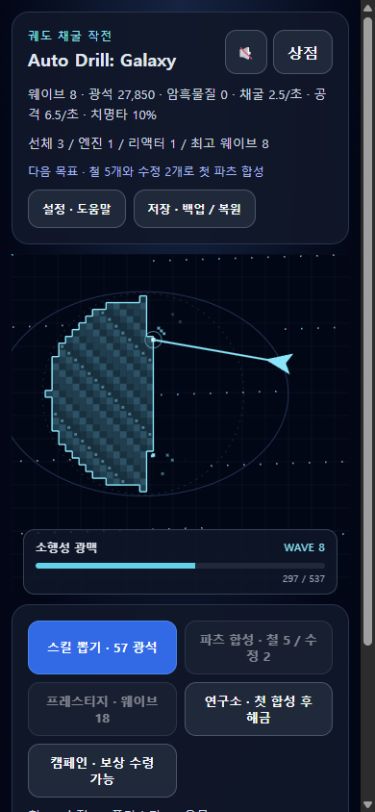 궤도 채굴 작전
Auto Drill: Galaxy
상점
웨이브 8 · 광석 27,850 · 암흑물질 0 · 채굴 2.5/초 · 공
격 6.5/초 · 치명타 10%
선체 3 / 엔진 1 / 리액터 1 / 최고 웨이브 8
다음 목표 · 철 5개와 수정 2개로 첫 파츠 합성
설정 · 도움말
저장 · 백업 / 복원
소행성 광맥
WAVE 8
297 / 537
스킬 뽑기 · 57 광석
파츠 합성 · 철 5 / 수
정 2
프레스티지 · 웨이브
18
연구소 · 첫 합성 후
해금
캠페인 · 보상 수령
가능